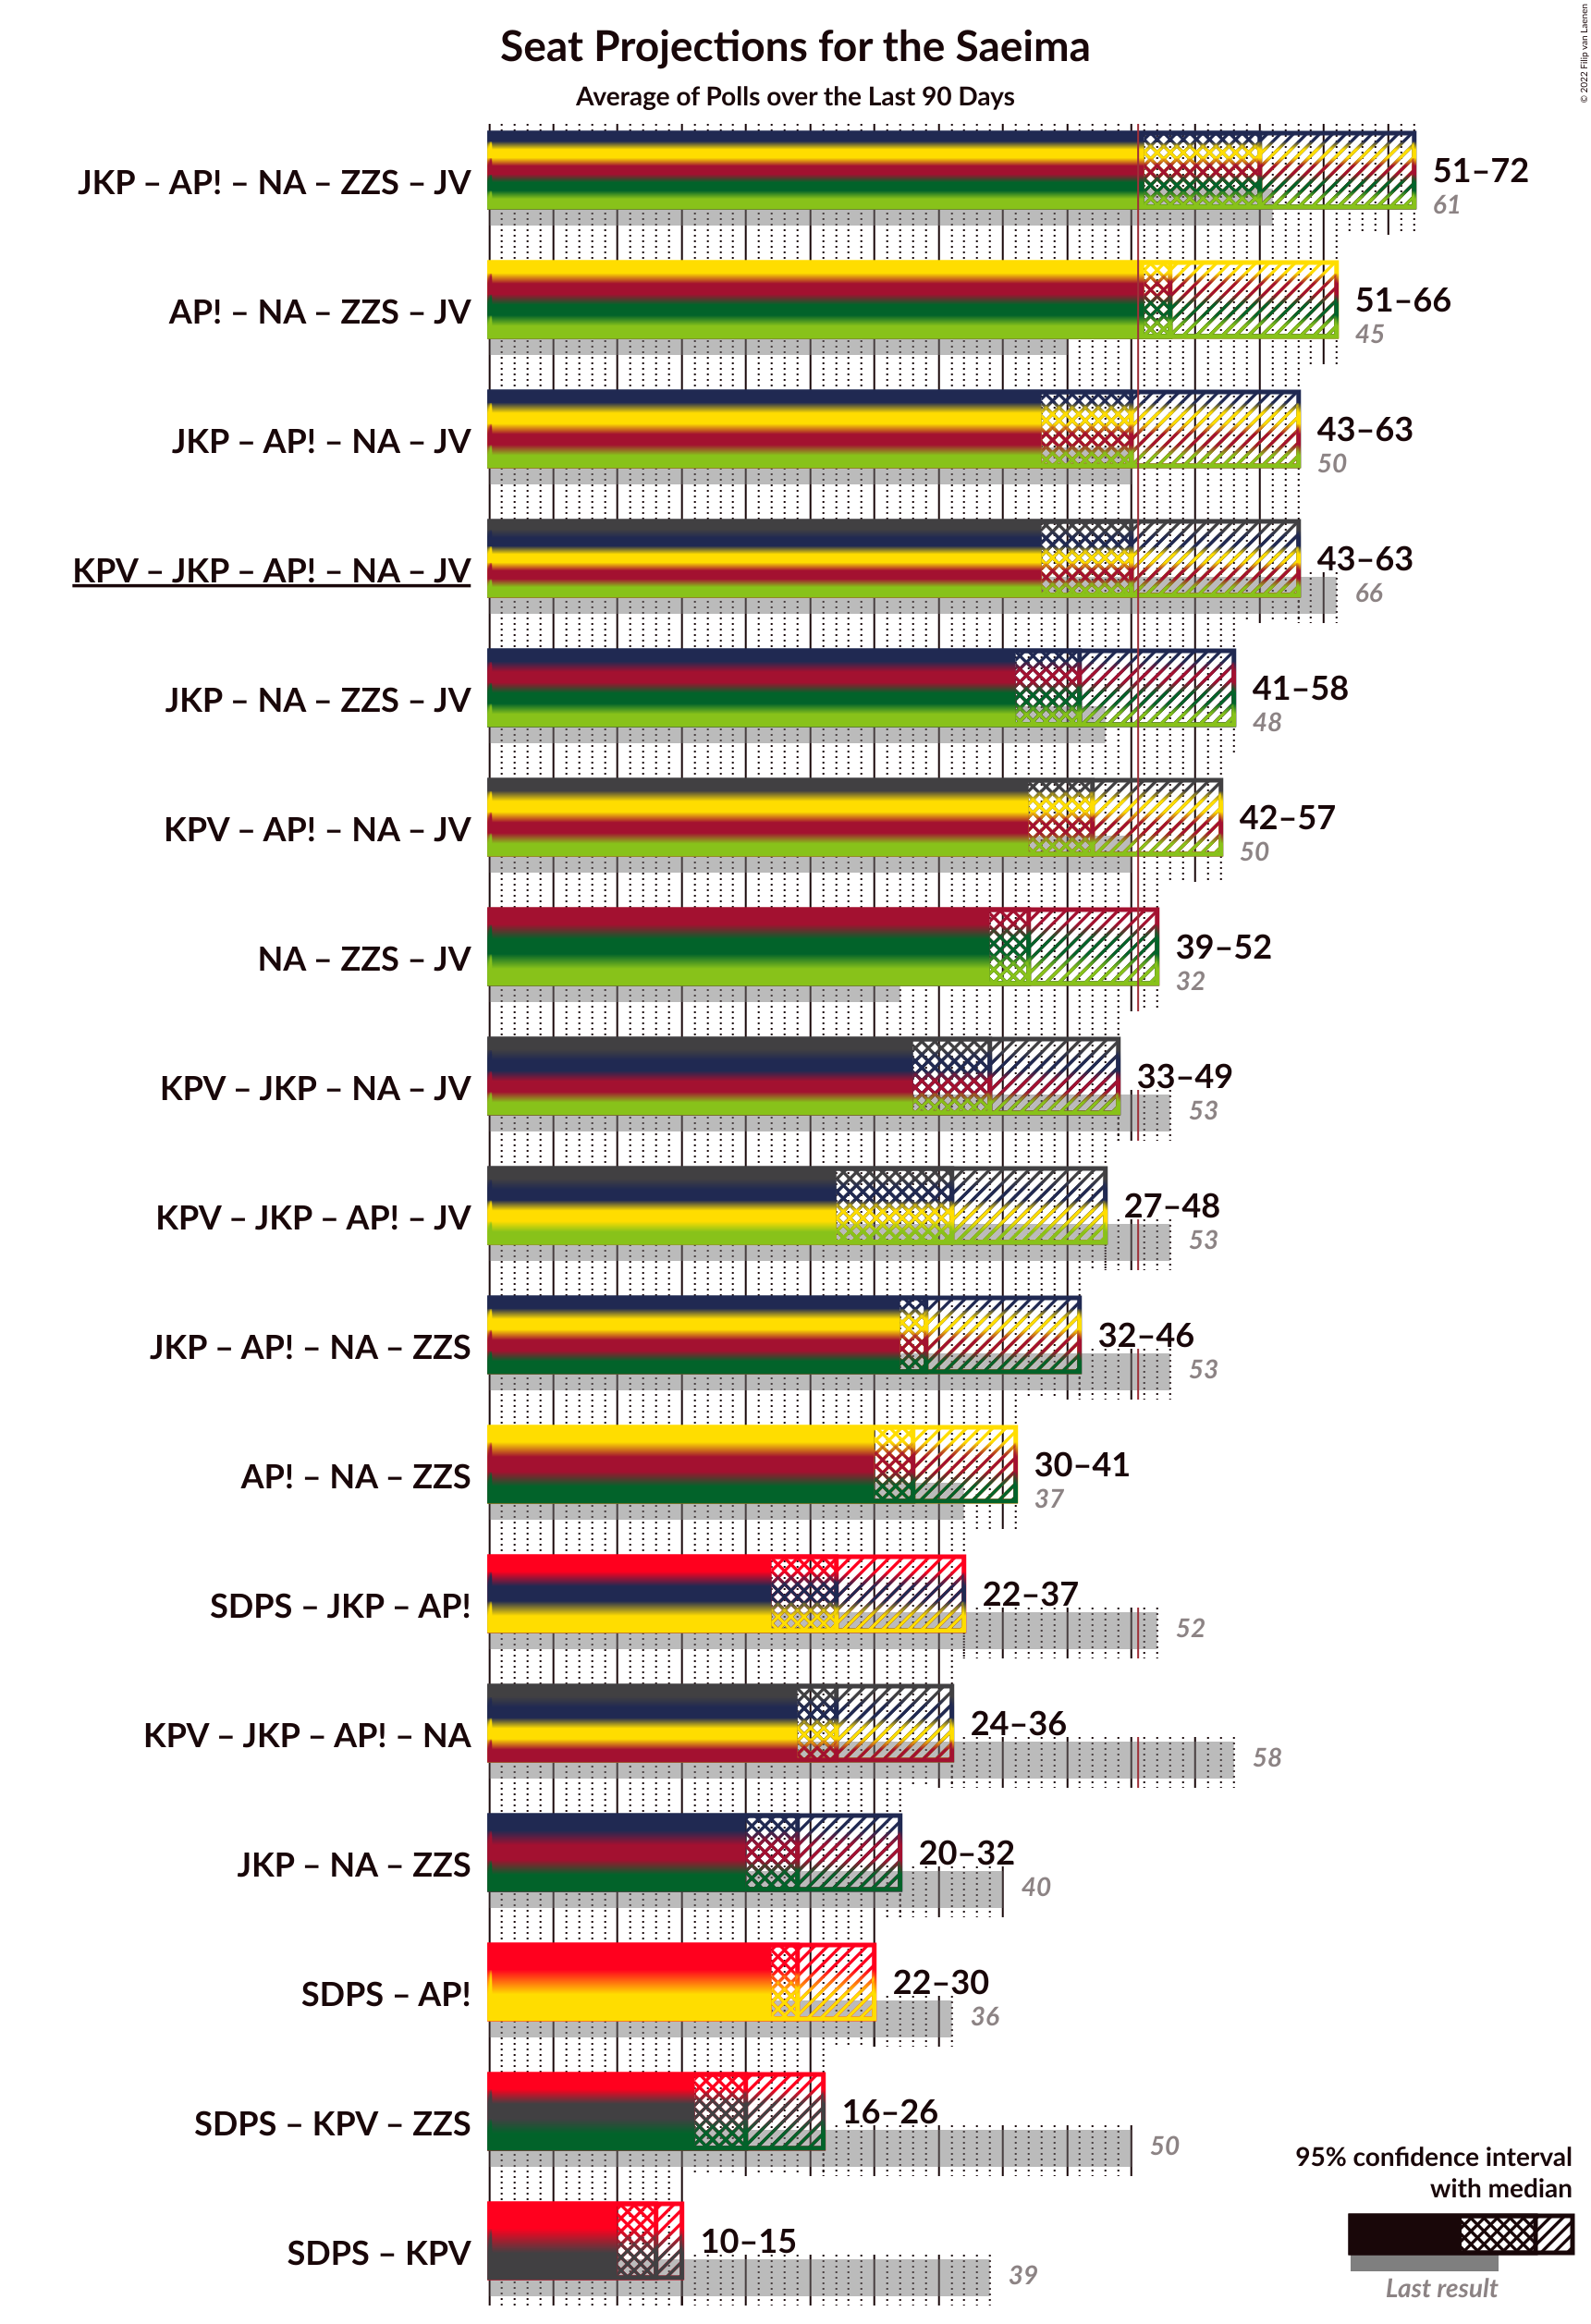 © 2022 Filip van Laenen
Seat Projections for the Saeima
Average of Polls over the Last 90 Days
JKP – AP! – NA – ZZS – JV
51–72
61
AP! – NA – ZZS – JV
51–66
45
JKP – AP! – NA – JV
43–63
50
KPV – JKP – AP! – NA – JV
43–63
66
JKP – NA – ZZS – JV
41–58
48
KPV – AP! – NA – JV
42–57
50
NA – ZZS – JV
39–52
32
KPV – JKP – NA – JV
33–49
53
KPV – JKP – AP! – JV
27–48
53
JKP – AP! – NA – ZZS
32–46
53
AP! – NA – ZZS
30–41
37
SDPS – JKP – AP!
22–37
52
KPV – JKP – AP! – NA
24–36
58
JKP – NA – ZZS
20–32
40
SDPS – AP!
22–30
36
SDPS – KPV – ZZS
16–26
50
SDPS – KPV
10–15
39
95% confidence interval
with median
Last result